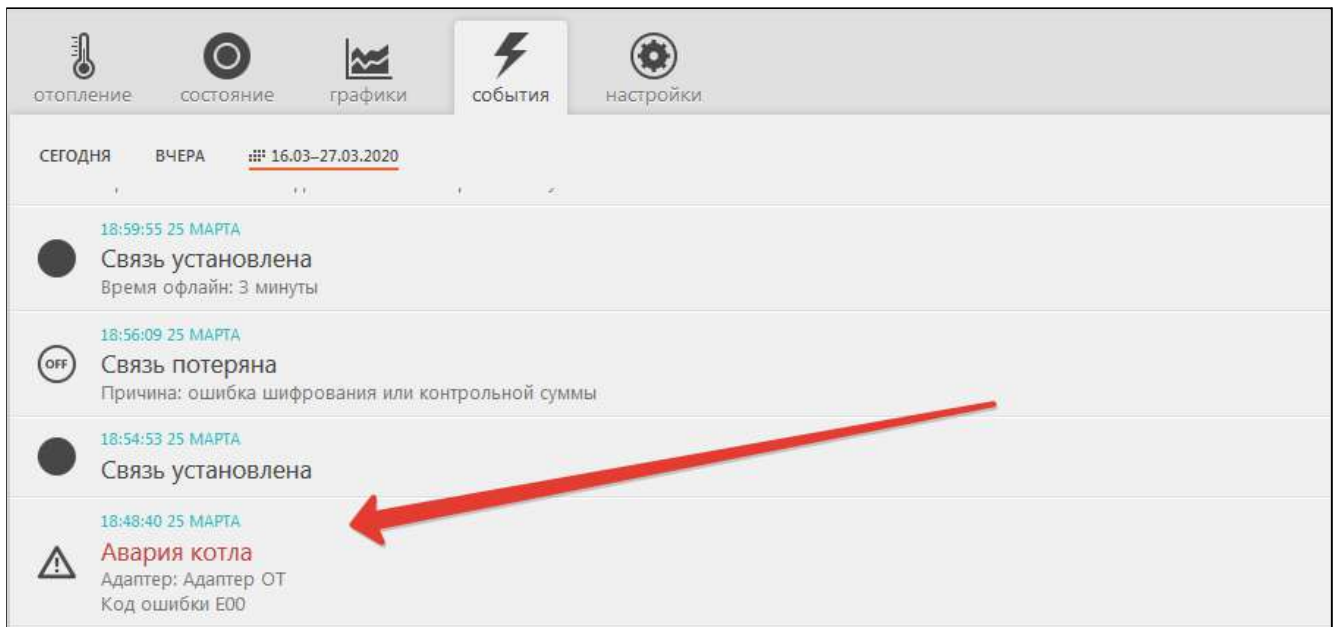 отопление состояние графики события настройки
СЕГОДНЯ ВЧЕРА 16.03–27.03.2020
18:59:55 25 МАРТА
Связь установлена
Время офлайн: 3 минуты
OFF
18:56:09 25 МАРТА
Связь потеряна
Причина: ошибка шифрования или контрольной суммы
18:54:53 25 МАРТА
Связь установлена
18:48:40 25 МАРТА
Авария котла
Адаптер: Адаптер ОТ
Код ошибки E00